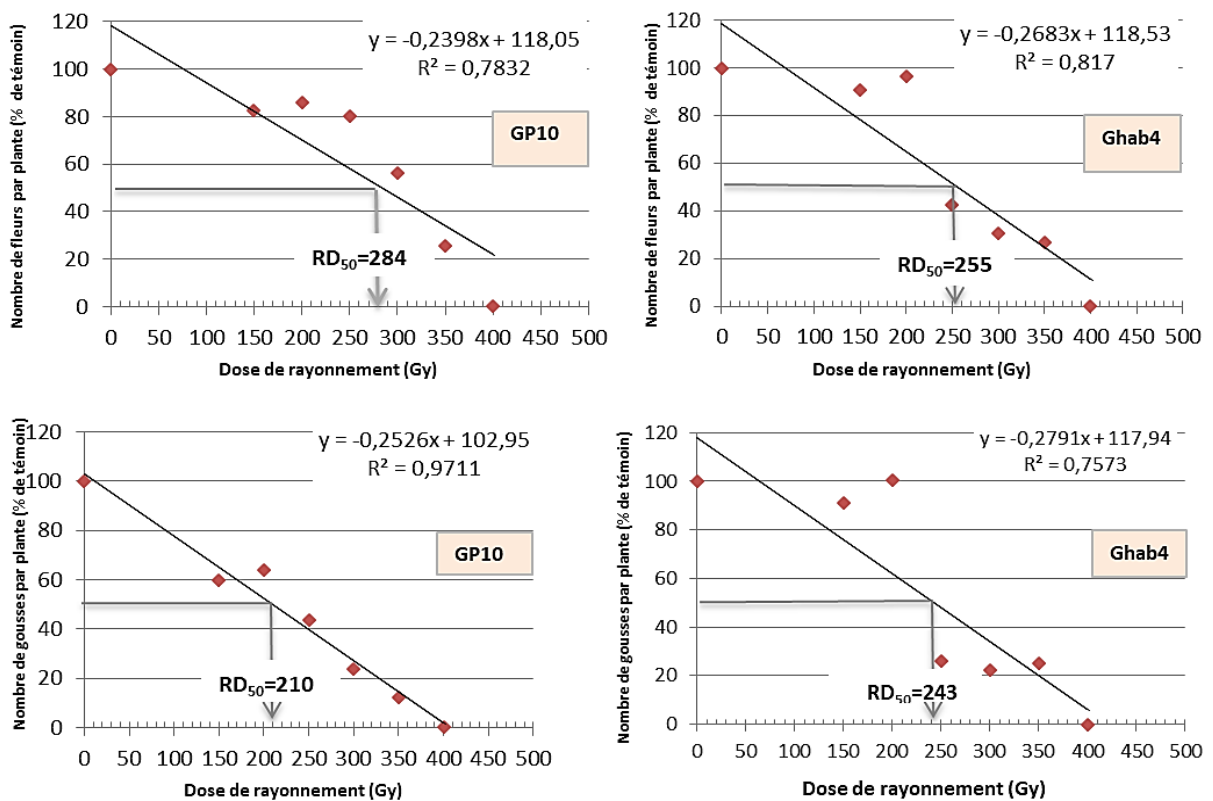 Nombre de fleurs par plante (% de témoin)
120
100
80
60
40
20
0
y = -0,2398x + 118,05
R² = 0,7832
GP10
RD₅₀=284
0 50 100 150 200 250 300 350 400 450 500
Dose de rayonnement (Gy)
Nombre de fleurs par plante (% de témoin)
120
100
80
60
40
20
0
y = -0,2683x + 118,53
R² = 0,817
Ghab4
RD₅₀=255
0 50 100 150 200 250 300 350 400 450 500
Dose de rayonnement (Gy)
Nombre de gousses par plante (% de témoin)
120
100
80
60
40
20
0
y = -0,2526x + 102,95
R² = 0,9711
GP10
RD₅₀=210
0 50 100 150 200 250 300 350 400 450 500
Dose de rayonnement (Gy)
Nombre de gousses par plante (% de témoin)
120
100
80
60
40
20
0
y = -0,2791x + 117,94
R² = 0,7573
Ghab4
RD₅₀=243
0 50 100 150 200 250 300 350 400 450 500
Dose de rayonnement (Gy)